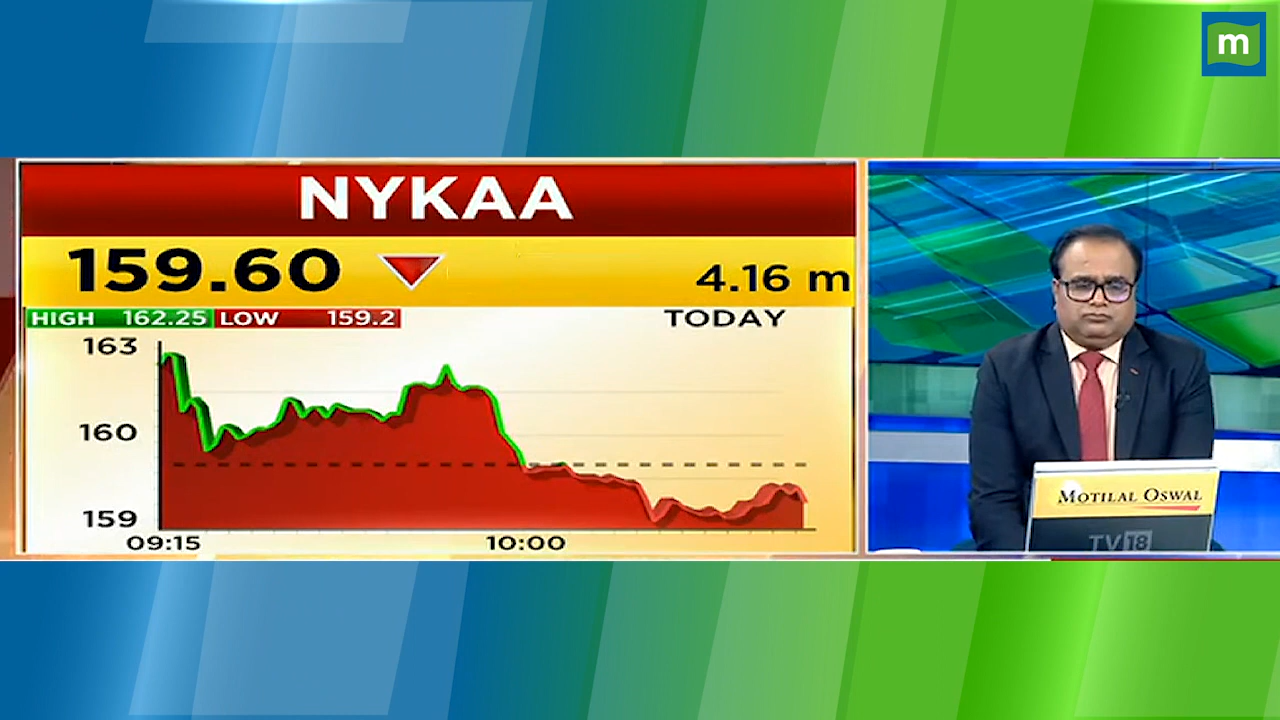 m
NYKAA
159.60
4.16 m
HIGH 162.25 LOW 159.2
TODAY
163
160
159
09:15 10:00
MOTILAL OSWAL
TV18